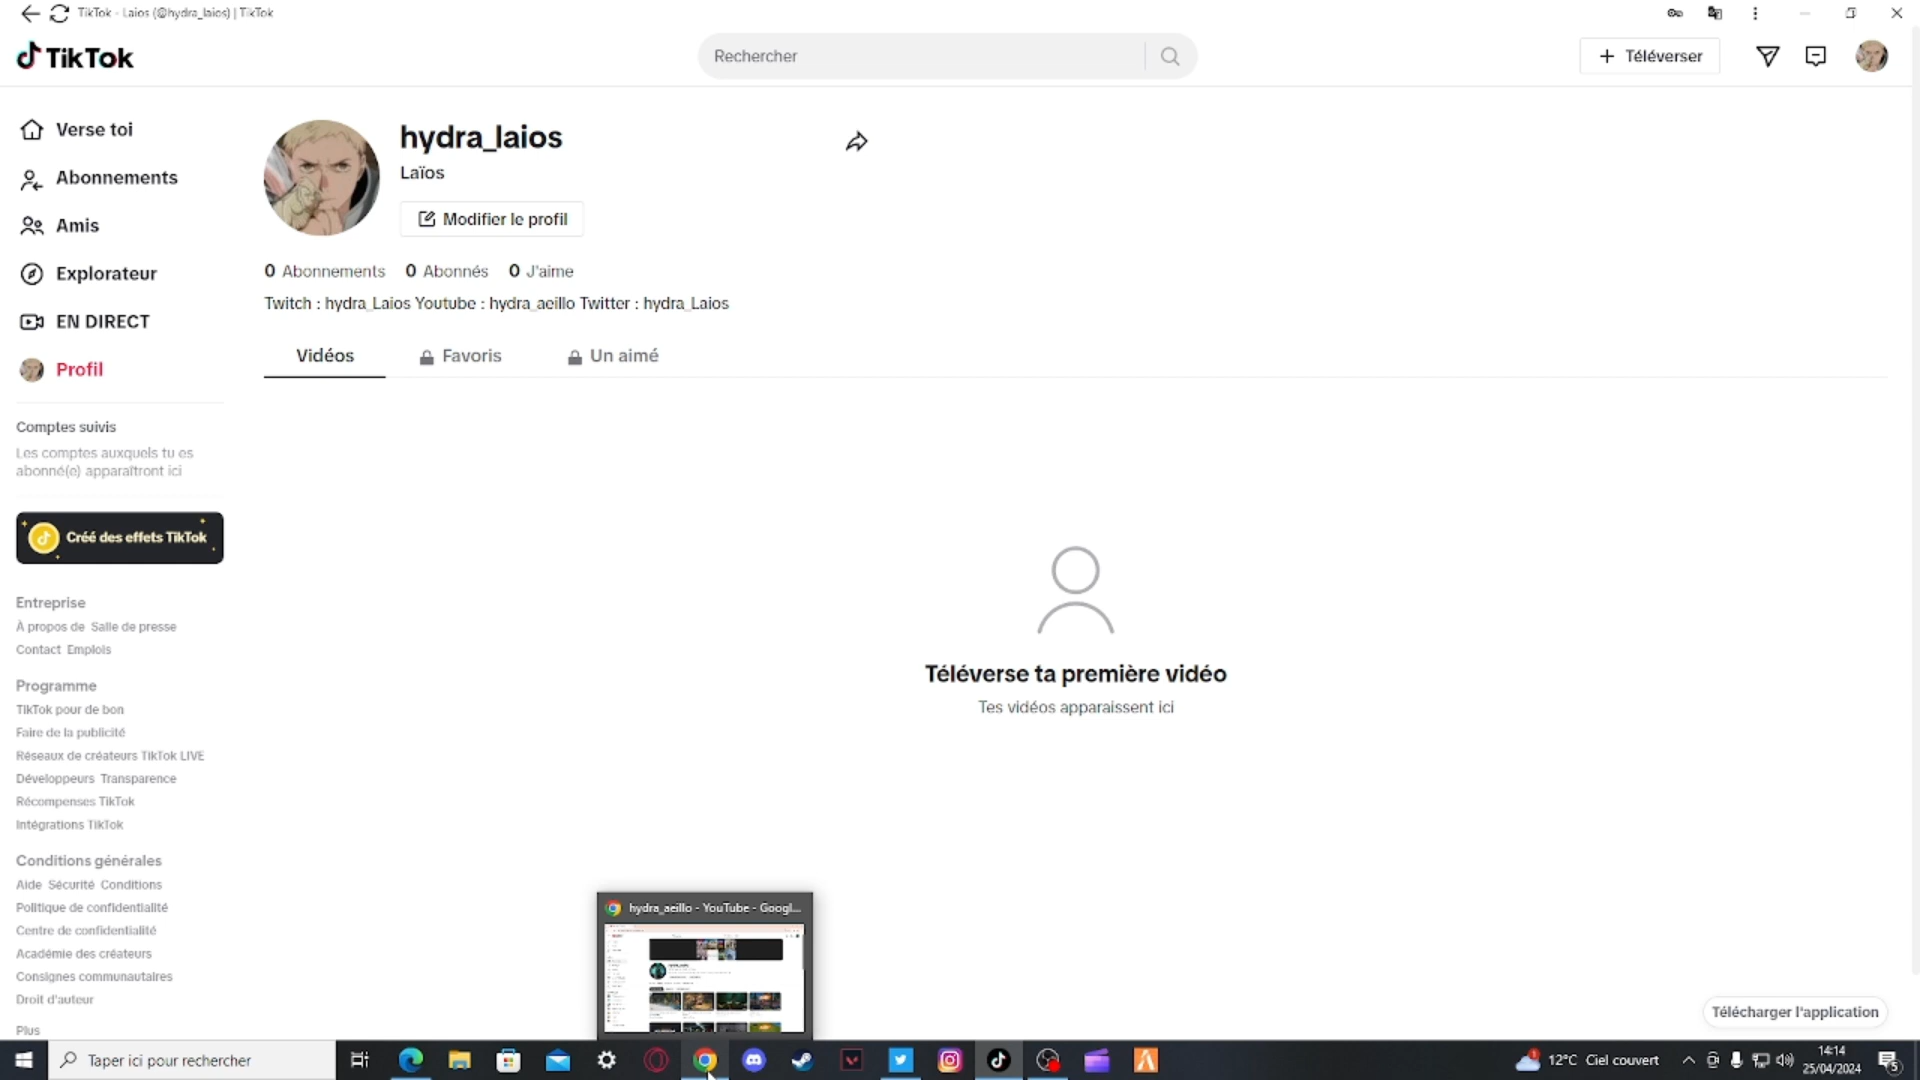 TikTok - Laios (@hydra_laios) | TikTok
TikTok
Rechercher
Téléverser
Verse toi
Abonnements
Amis
Explorateur
EN DIRECT
Profil
Comptes suivis
Les comptes auxquels tu es
abonné(e) apparaîtront ici
Créé des effets TikTok
Entreprise
À propos de Salle de presse
Contact Emplois
Programme
TikTok pour de bon
Faire de la publicité
Réseaux de créateurs TikTok LIVE
Développeurs Transparence
Récompenses TikTok
Intégrations TikTok
Conditions générales
Aide Sécurité Conditions
Politique de confidentialité
Centre de confidentialité
Académie des créateurs
Consignes communautaires
Droit d'auteur
Plus
hydra_laios
Laïos
Modifier le profil
0 Abonnements 0 Abonnés 0 J'aime
Twitch : hydra_Laios Youtube : hydra_aeillo Twitter : hydra_Laios
Vidéos Favoris Un aimé
Téléverse ta première vidéo
Tes vidéos apparaissent ici
hydra_aeillo - YouTube - Googl...
Télécharger l'application
Taper ici pour rechercher
12°C Ciel couvert
14:14
25/04/2024
5